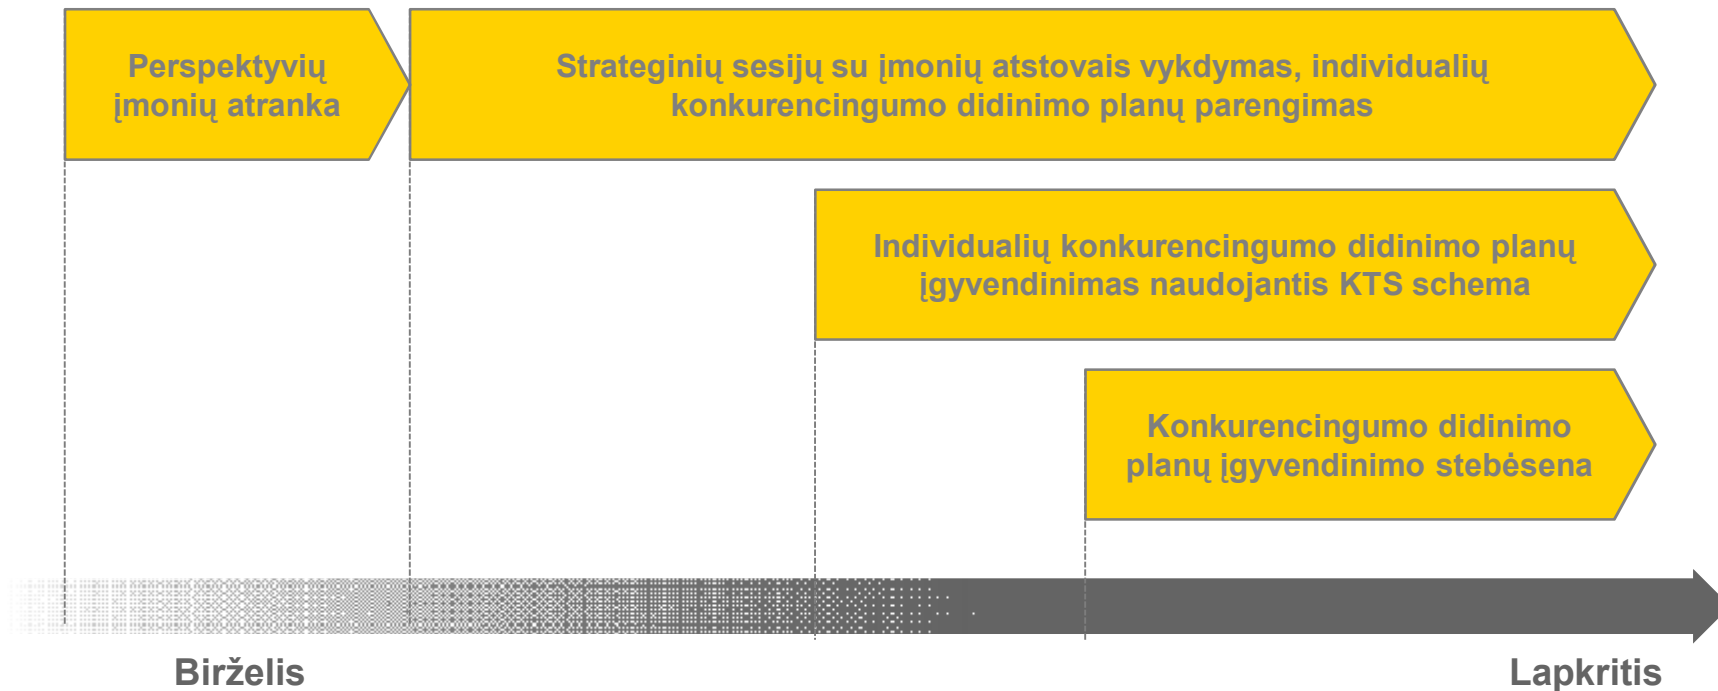 Perspektyvių
įmonių atranka
Strateginių sesijų su įmonių atstovais vykdymas, individualių
konkurencingumo didinimo planų parengimas
Individualių konkurencingumo didinimo planų
įgyvendinimas naudojantis KTS schema
Konkurencingumo didinimo
planų įgyvendinimo stebėsena
Birželis
Lapkritis